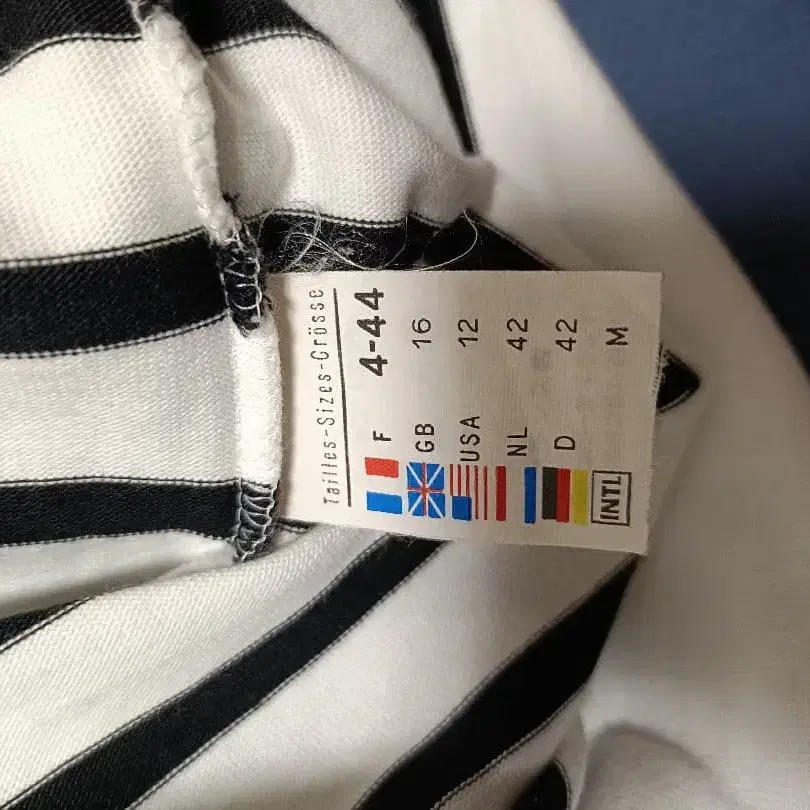 Tailles-Sizes-Grösse
F 4-44
GB 16
USA 12
NL 42
D 42
INTL M